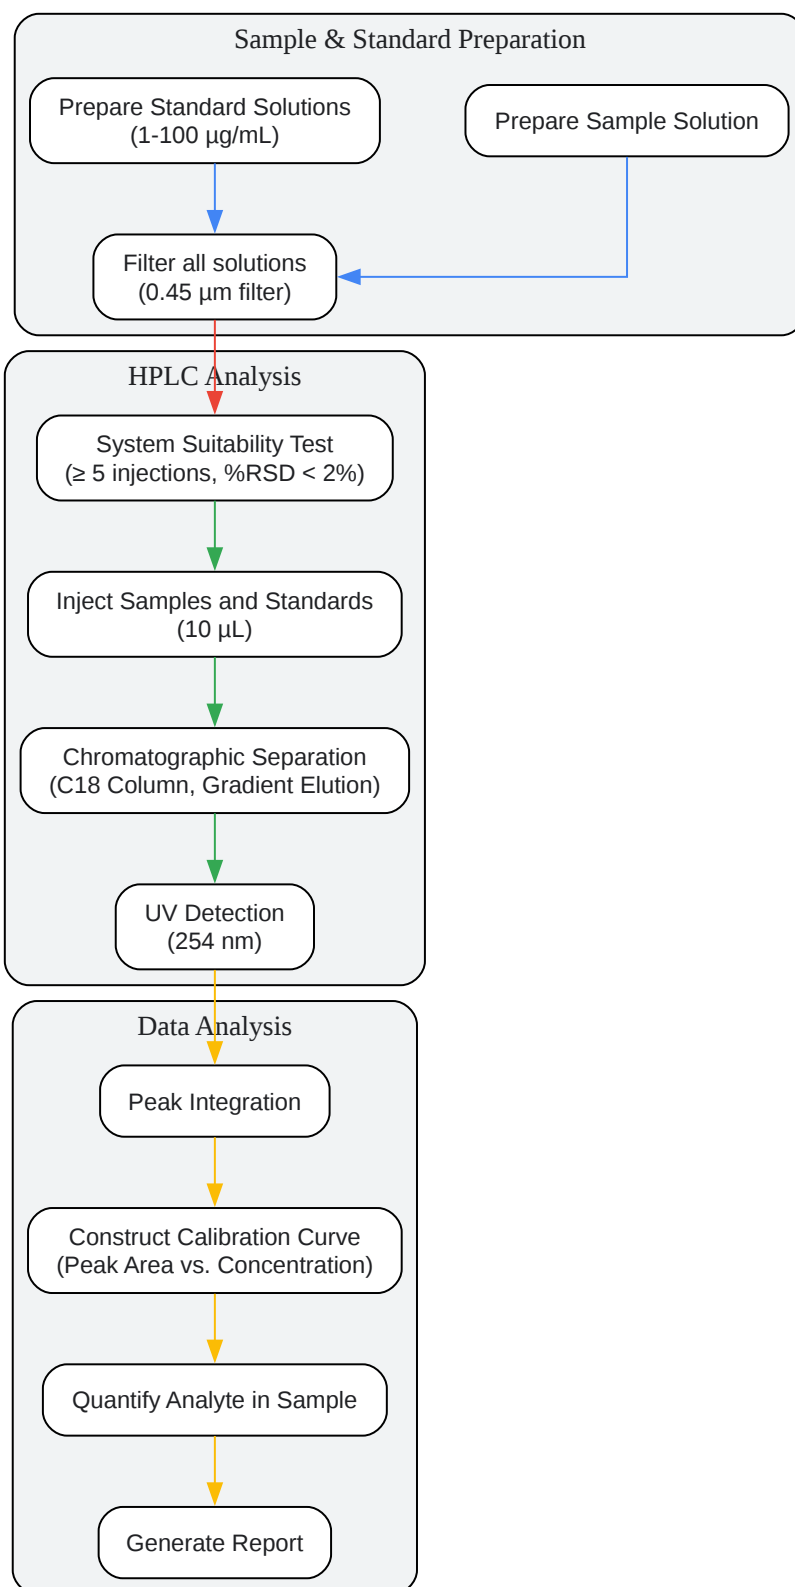 Sample & Standard Preparation
Prepare Standard Solutions
(1-100 µg/mL)
Prepare Sample Solution
Filter all solutions
(0.45 µm filter)
HPLC Analysis
System Suitability Test
(≥ 5 injections, %RSD < 2%)
Inject Samples and Standards
(10 µL)
Chromatographic Separation
(C18 Column, Gradient Elution)
UV Detection
(254 nm)
Data Analysis
Peak Integration
Construct Calibration Curve
(Peak Area vs. Concentration)
Quantify Analyte in Sample
Generate Report